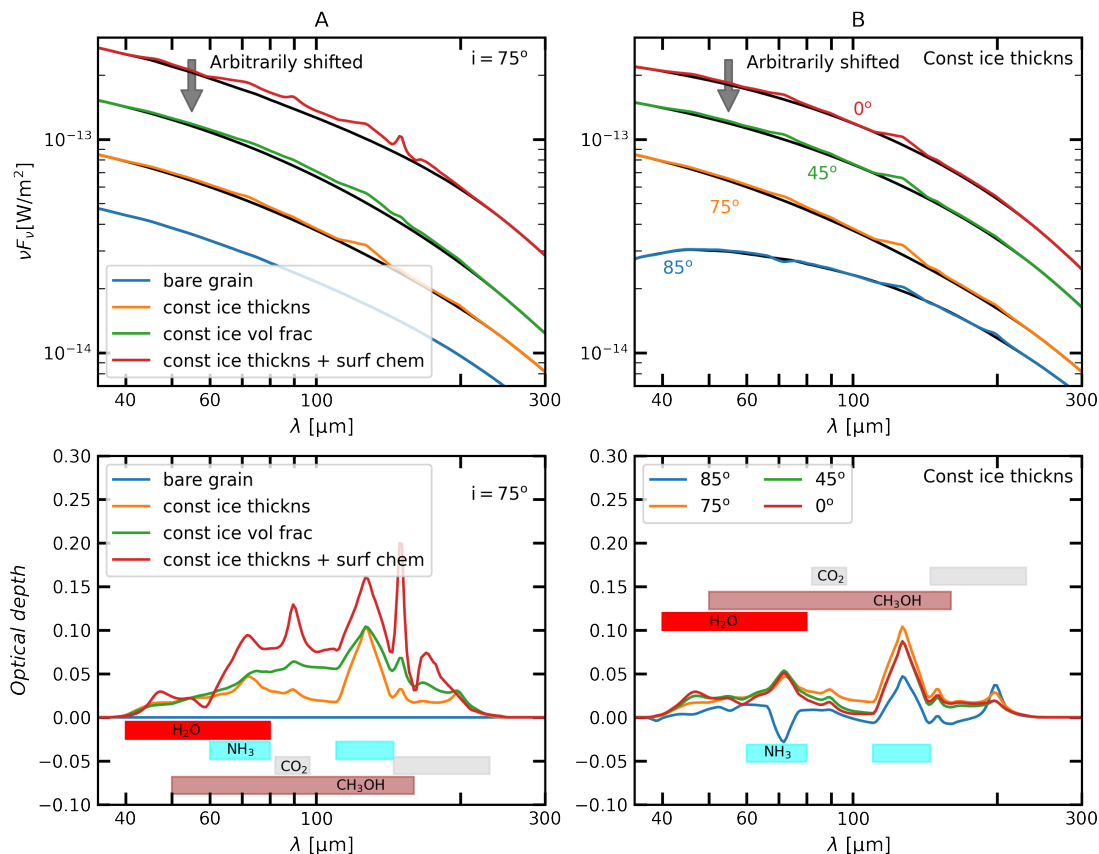 A
B
Arbitrarily shifted
i = 75°
Arbitrarily shifted
Const ice thickns
0°
45°
75°
85°
νFν[W/m²]
10⁻¹³
10⁻¹⁴
bare grain
const ice thickns
const ice vol frac
const ice thickns + surf chem
10⁻¹³
10⁻¹⁴
40 60 100 300
λ [μm]
40 60 100 300
λ [μm]
Optical depth
0.30
0.25
0.20
0.15
0.10
0.05
0.00
−0.05
−0.10
bare grain
const ice thickns
const ice vol frac
const ice thickns + surf chem
i = 75°
H₂O
NH₃
CO₂
CH₃OH
40 60 100 300
λ [μm]
0.30
0.25
0.20
0.15
0.10
0.05
0.00
−0.05
−0.10
85° 45°
75° 0°
Const ice thickns
CO₂
CH₃OH
H₂O
NH₃
40 60 100 300
λ [μm]